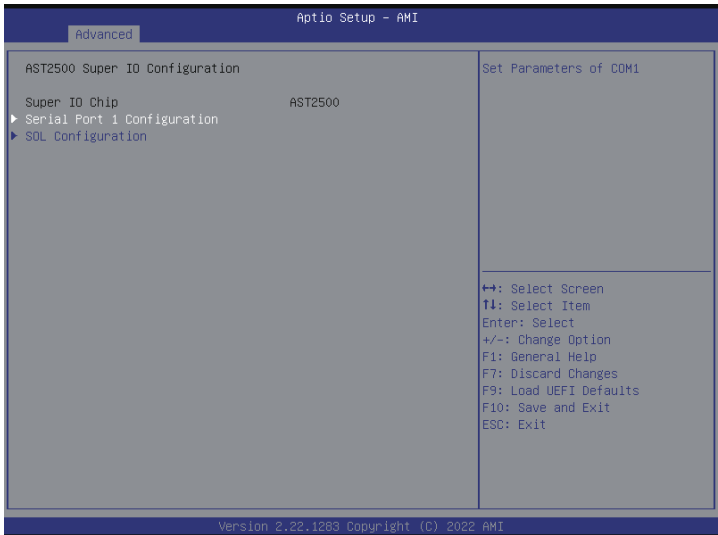 Aptio Setup – AMI
Advanced
AST2500 Super IO Configuration
Super IO Chip AST2500
Serial Port 1 Configuration
SOL Configuration
Set Parameters of COM1
↔: Select Screen
↑↓: Select Item
Enter: Select
+/-: Change Option
F1: General Help
F7: Discard Changes
F9: Load UEFI Defaults
F10: Save and Exit
ESC: Exit
Version 2.22.1283 Copyright (C) 2022 AMI